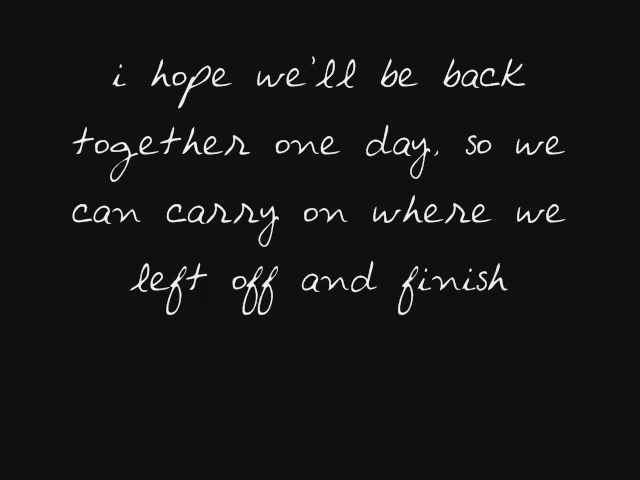 i hope we'll be back
together one day, so we
can carry on where we
left off and finish